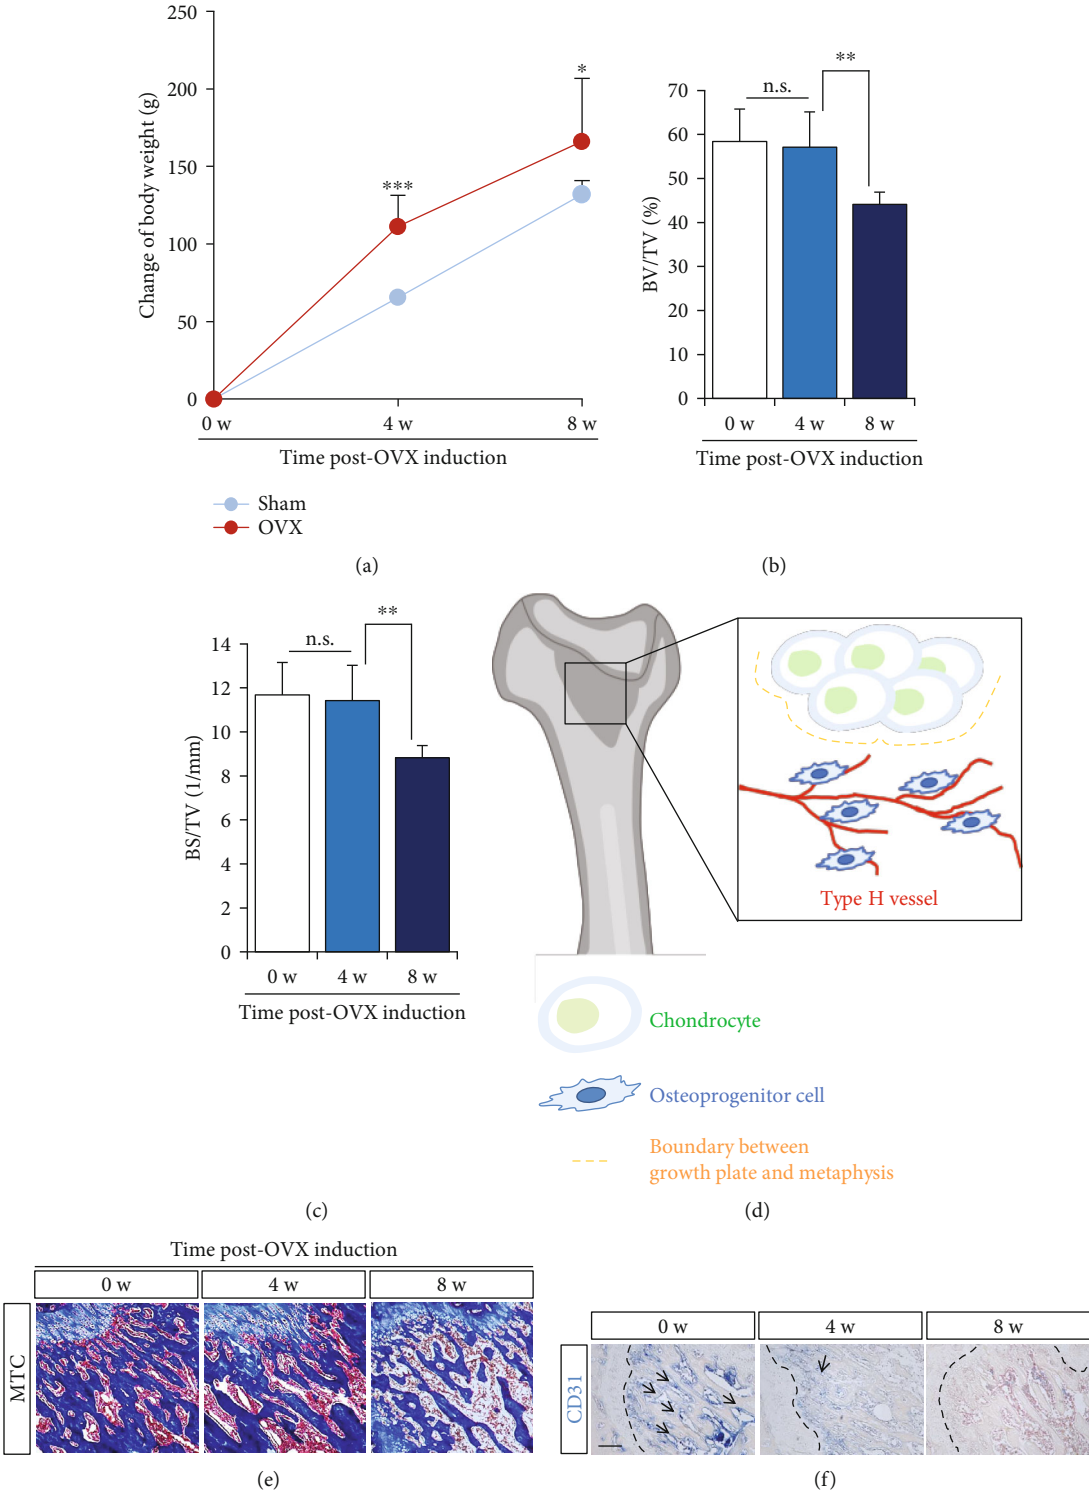 250
200
150
100
50
0
Change of body weight (g)
***
*
0 w
4 w
8 w
Time post-OVX induction
Sham
OVX
(a)
70
60
50
40
30
20
10
0
BV/TV (%)
n.s.
**
0 w
4 w
8 w
Time post-OVX induction
(b)
14
12
10
8
6
4
2
0
BS/TV (1/mm)
n.s.
**
0 w
4 w
8 w
Time post-OVX induction
(c)
Type H vessel
Chondrocyte
Osteoprogenitor cell
Boundary between
growth plate and metaphysis
(d)
Time post-OVX induction
0 w
4 w
8 w
MTC
(e)
0 w
4 w
8 w
CD31
(f)